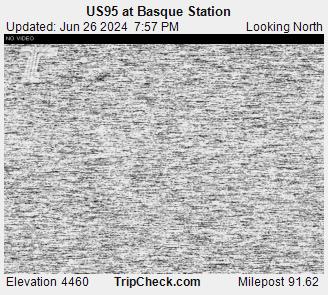 US95 at Basque Station
Updated: Jun 26 2024 7:57 PM Looking North
NO VIDEO
TC
Elevation 4460 TripCheck.com Milepost 91.62